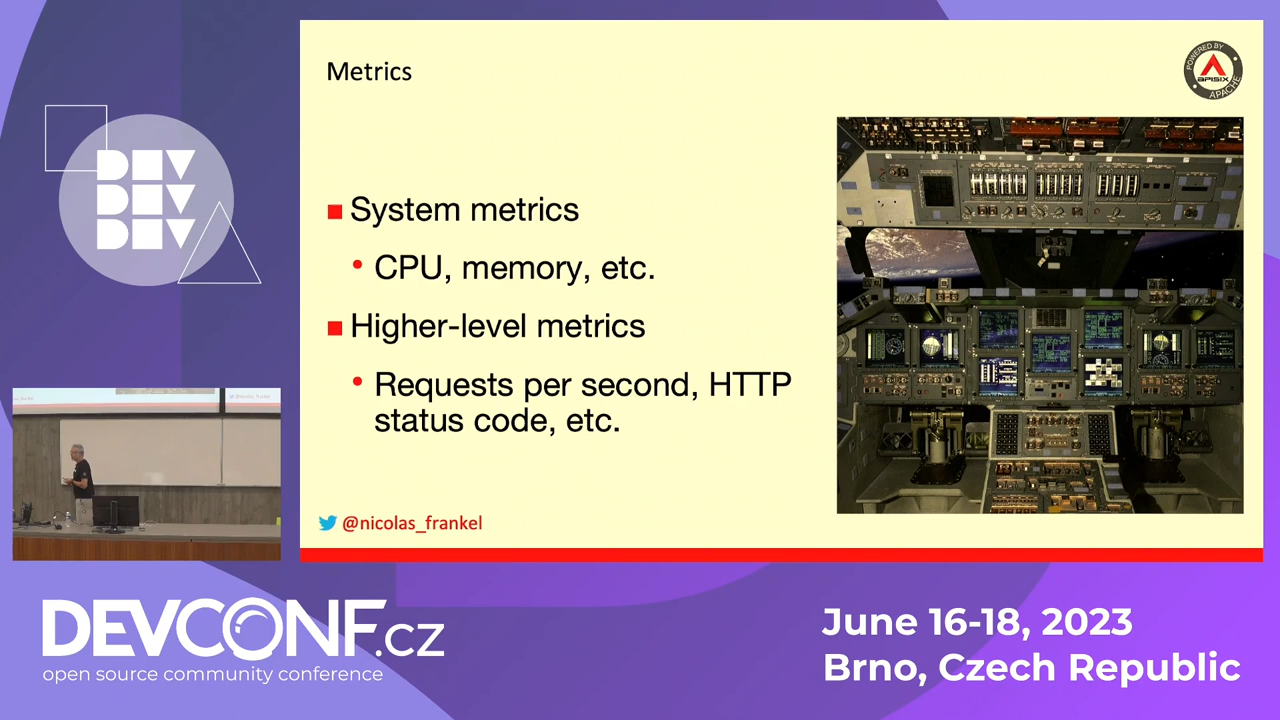 Metrics
POWERED BY
APISIX
APACHE
DEV
DEV
DEV
System metrics
CPU, memory, etc.
Higher-level metrics
Requests per second, HTTP
status code, etc.
@nicolas_frankel
DEVCONF.cz
open source community conference
June 16-18, 2023
Brno, Czech Republic